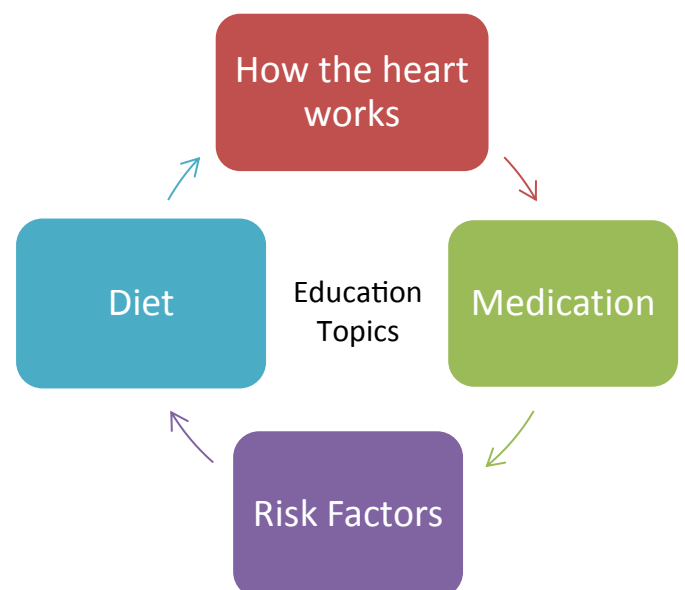 How the heart
works
Diet
Education
Topics
Medication
Risk Factors